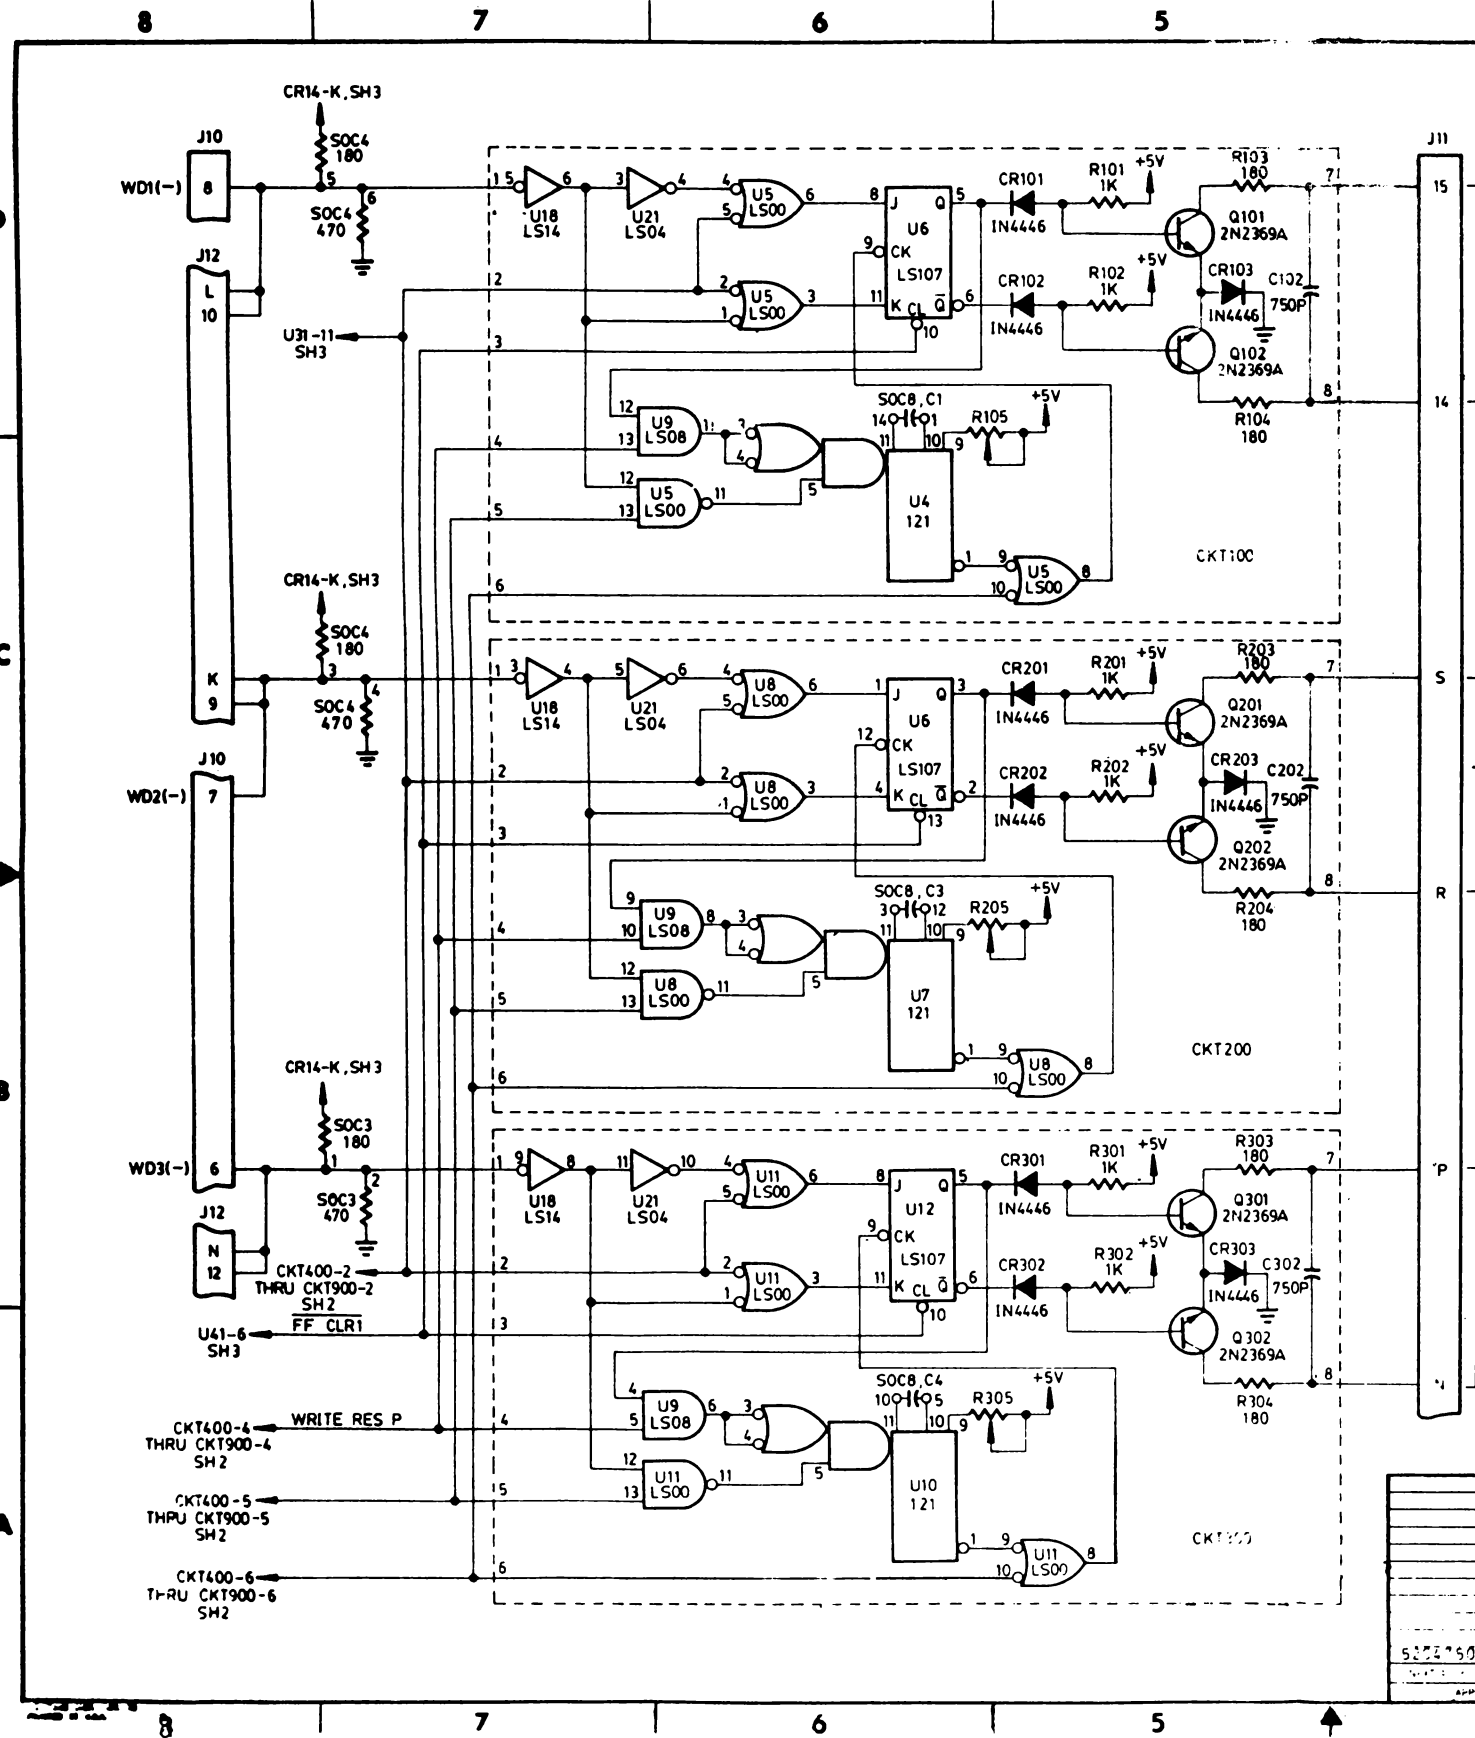 8 7 6 5
CR14-K,SH3
J10
SOC4
180
8
WD1(-)
5
6
SOC4
470
J12
L
10
U31-11
SH3
1 5 6
U18
LS14
3 4
U21
LS04
4
5
U5
LS00
6
2
2
1
U5
LS00
3
3
8 J Q 5
U6
9 CK
LS107
11 K CL Q 6
10
CR101
IN4446
R101
1K
+5V
CR102
IN4446
R102
1K
+5V
R103
180
7
Q101
2N2369A
CR103
IN4446
C102
750P
Q102
2N2369A
R104
180
8
J11
15
14
12
13
U9
LS08
4
4
5
12
13
U5
LS00
11
5
SOC8,C1
14 1
11 10 9
R105
+5V
U4
121
1 9
10
U5
LS00
8
6
CKT100
CR14-K,SH3
SOC4
180
K
9
3
4
SOC4
470
J10
WD2(-)
7
1 3 4
U18
LS14
5 6
U21
LS04
4
5
U8
LS00
6
2
2
1
U8
LS00
3
3
1 J Q 3
U6
12 CK
LS107
4 K CL Q 2
13
CR201
IN4446
R201
1K
+5V
CR202
IN4446
R202
1K
+5V
R203
180
7
Q201
2N2369A
CR203
IN4446
C202
750P
Q202
2N2369A
R204
180
8
S
R
9
10
U9
LS08
8
3
4
4
5
12
13
U8
LS00
11
5
SOC8,C3
3 12
11 10 9
R205
+5V
U7
121
1 9
10
U8
LS00
8
6
CKT200
C
CR14-K,SH3
SOC3
180
WD3(-)
6
1
2
SOC3
470
J12
N
12
CKT400-2
THRU CKT900-2
SH2
FF CLR1
U41-6
SH3
1 9 8
U18
LS14
11 10
U21
LS04
4
5
U11
LS00
6
2
2
1
U11
LS00
3
3
8 J Q 5
U12
9 CK
LS107
11 K CL Q 6
10
CR301
IN4446
R301
1K
+5V
CR302
IN4446
R302
1K
+5V
R303
180
7
Q301
2N2369A
CR303
IN4446
C302
750P
Q302
2N2369A
R304
180
8
P
4
5
U9
LS08
6
3
4
CKT400-4
THRU CKT900-4
SH2
WRITE RES P
4
12
13
U11
LS00
11
5
SOC8,C4
10 5
11 10 9
R305
+5V
U10
121
CKT400-5
SH2
5
1 9
10
U11
LS00
8
CKT400-6
CKT900-6
SH2
6
A
8 7 6 5